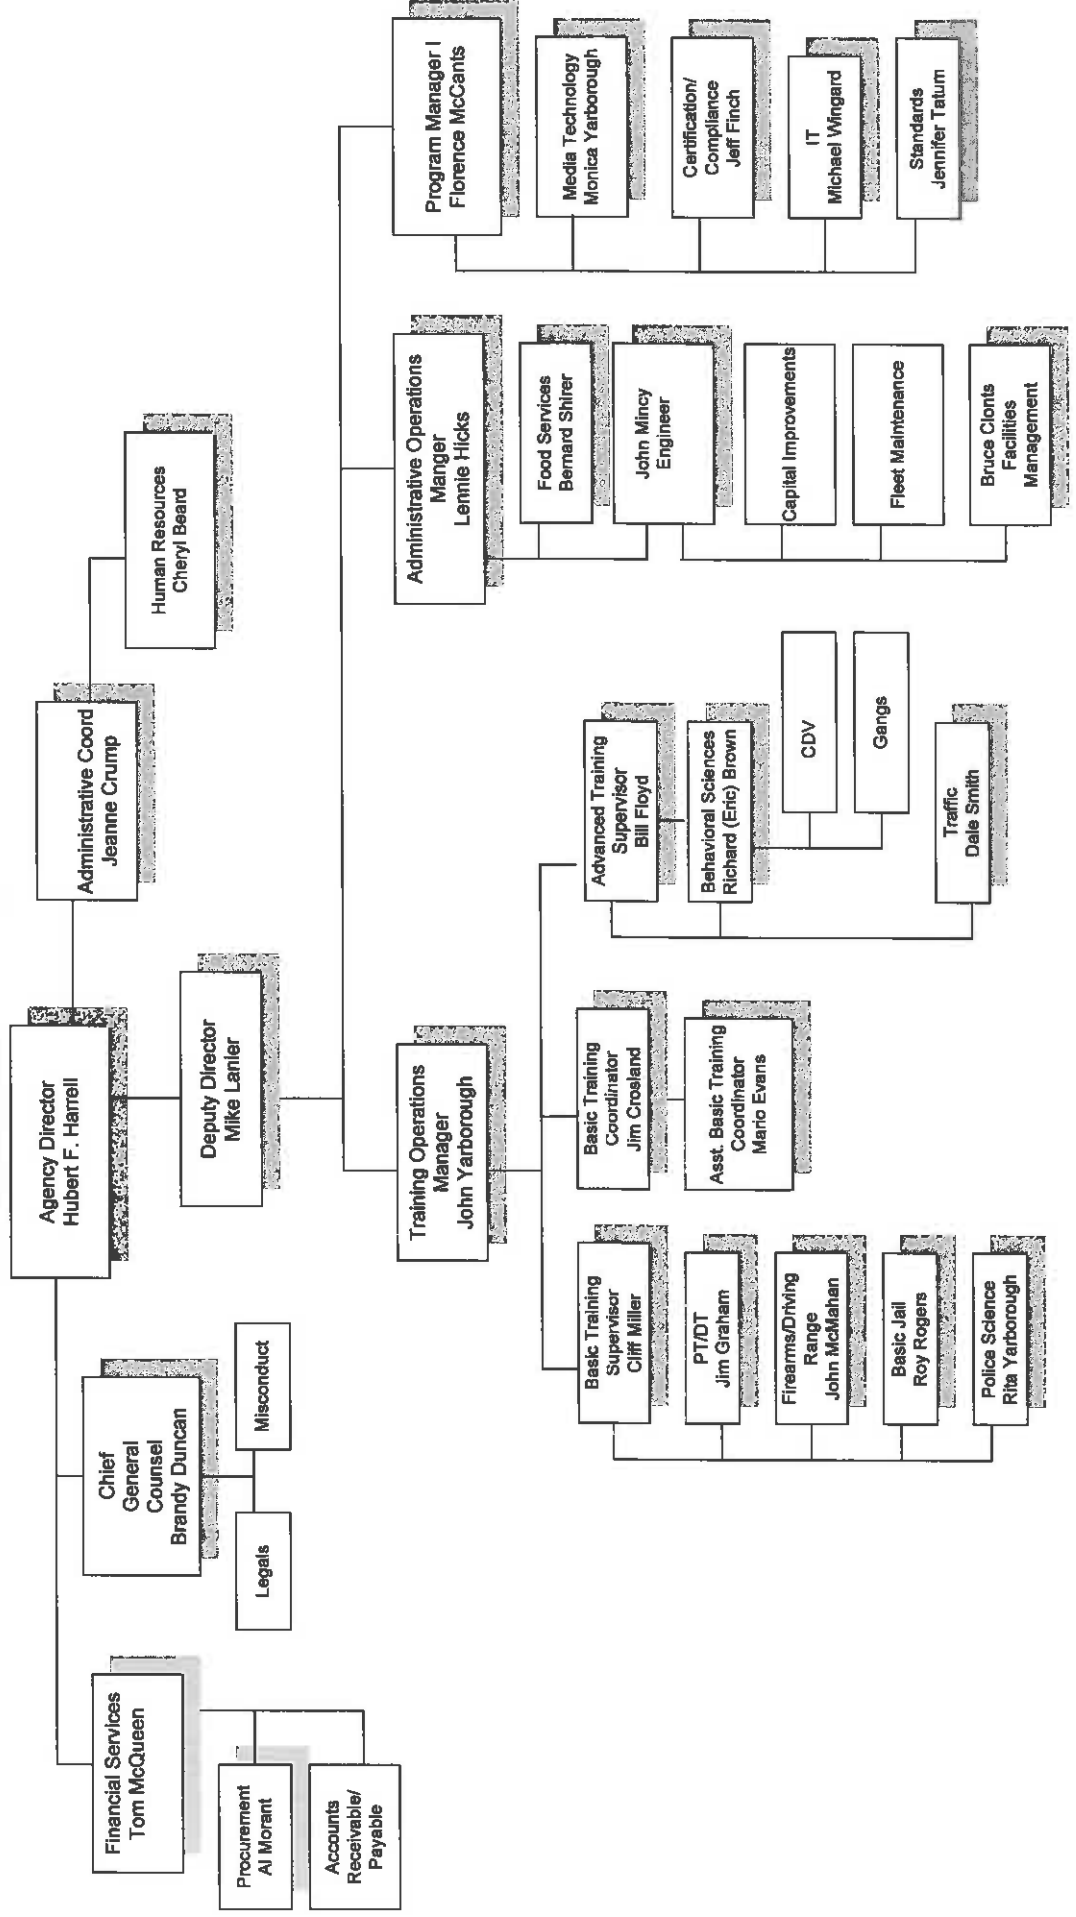 Agency Director
Hubert F. Harrell
Administrative Coord
Jeanne Crump
Human Resources
Cheryl Beard
Financial Services
Tom McQueen
Procurement
Al Morant
Accounts
Receivable/
Payable
Chief
General
Counsel
Brandy Duncan
Legals
Misconduct
Deputy Director
Mike Lanier
Training Operations
Manager
John Yarborough
Basic Training
Supervisor
Cliff Miller
PT/DT
Jim Graham
Firearms/Driving
Range
John McMahan
Basic Jail
Roy Rogers
Police Science
Rita Yarborough
Basic Training
Coordinator
Jim Crosland
Asst. Basic Training
Coordinator
Mario Evans
Advanced Training
Supervisor
Bill Floyd
Behavioral Sciences
Richard (Eric) Brown
CDV
Gangs
Traffic
Dale Smith
Administrative Operations
Manger
Lennie Hicks
Food Services
Bernard Shirer
John Mincy
Engineer
Capital Improvements
Fleet Maintenance
Bruce Clonts
Facilities
Management
Program Manager I
Florence McCants
Media Technology
Monica Yarborough
Certification/
Compliance
Jeff Finch
IT
Michael Wingard
Standards
Jennifer Tatum